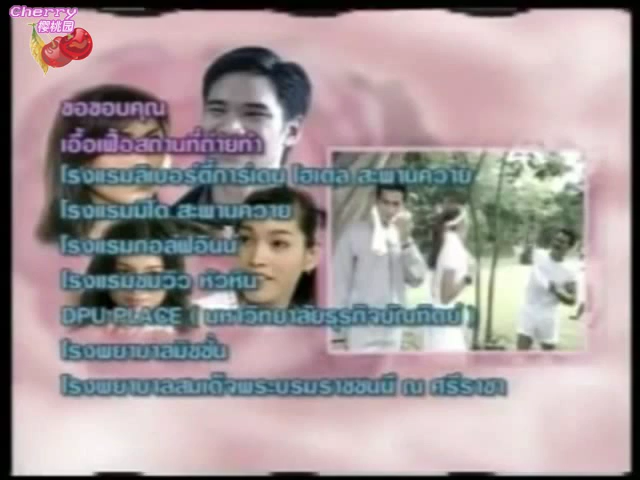 Cherry
樱桃园
ขอขอบคุณ
เอื้อเฟื้อสถานที่ถ่ายทำ
โรงแรมลิเบอร์ตี้การ์เดน โฮเต็ล สะพานควาย
โรงแรมมิโด สะพานควาย
โรงแรมกอล์ฟอินน์
โรงแรมชมวิว หัวหิน
DPU PLACE ( มหาวิทยาลัยธุรกิจบัณฑิตย์ )
โรงพยาบาลมิชชั่น
โรงพยาบาลสมเด็จพระบรมราชชนนี ณ ศรีราชา